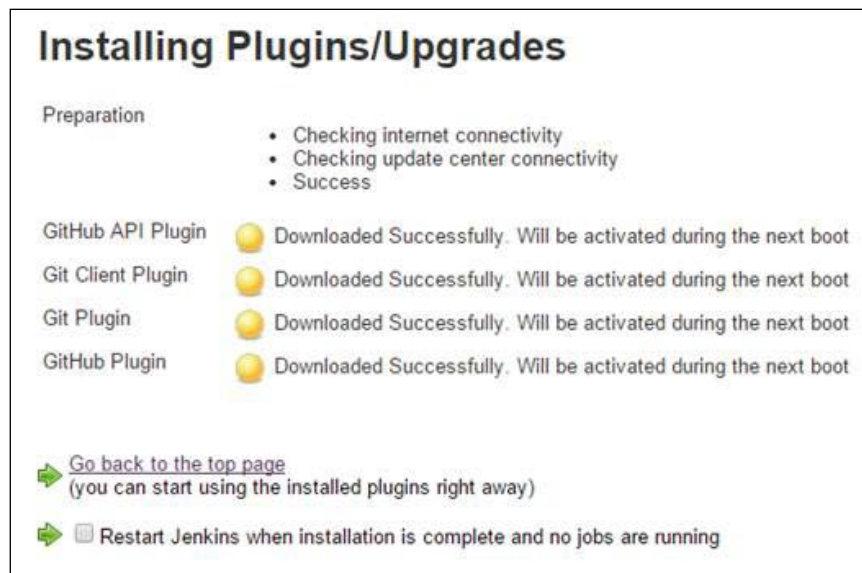 Installing Plugins/Upgrades
Preparation
• Checking internet connectivity
• Checking update center connectivity
• Success
GitHub API Plugin Downloaded Successfully. Will be activated during the next boot
Git Client Plugin Downloaded Successfully. Will be activated during the next boot
Git Plugin Downloaded Successfully. Will be activated during the next boot
GitHub Plugin Downloaded Successfully. Will be activated during the next boot
Go back to the top page
(you can start using the installed plugins right away)
Restart Jenkins when installation is complete and no jobs are running